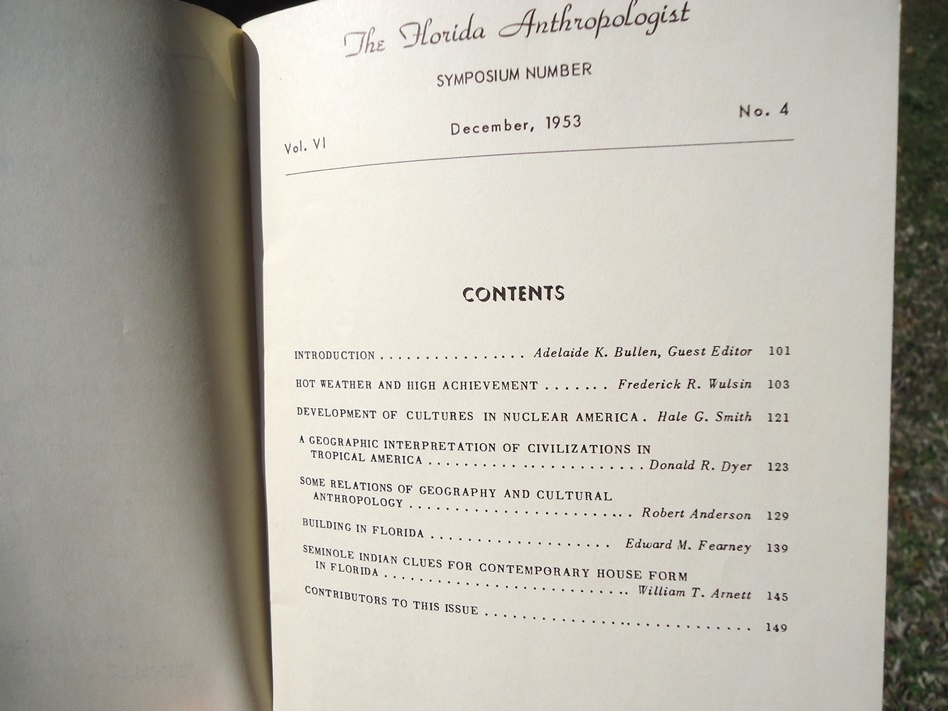 The Florida Anthropologist
SYMPOSIUM NUMBER
Vol. VI December, 1953 No. 4
CONTENTS
INTRODUCTION . . . . . . . . . . . . . . . . Adelaide K. Bullen, Guest Editor 101
HOT WEATHER AND HIGH ACHIEVEMENT . . . . . . . Frederick R. Wulsin 103
DEVELOPMENT OF CULTURES IN NUCLEAR AMERICA . Hale G. Smith 121
A GEOGRAPHIC INTERPRETATION OF CIVILIZATIONS IN
TROPICAL AMERICA . . . . . . . . . . . . . . . . . . . . . . . . Donald R. Dyer 123
SOME RELATIONS OF GEOGRAPHY AND CULTURAL
ANTHROPOLOGY . . . . . . . . . . . . . . . . . . . . . . . . . Robert Anderson 129
BUILDING IN FLORIDA . . . . . . . . . . . . . . . . . . . . Edward M. Fearney 139
SEMINOLE INDIAN CLUES FOR CONTEMPORARY HOUSE FORM
IN FLORIDA . . . . . . . . . . . . . . . . . . . . . . . . . . . William T. Arnett 145
CONTRIBUTORS TO THIS ISSUE . . . . . . . . . . . . . . . . . . . . . . . . . . . . . 149